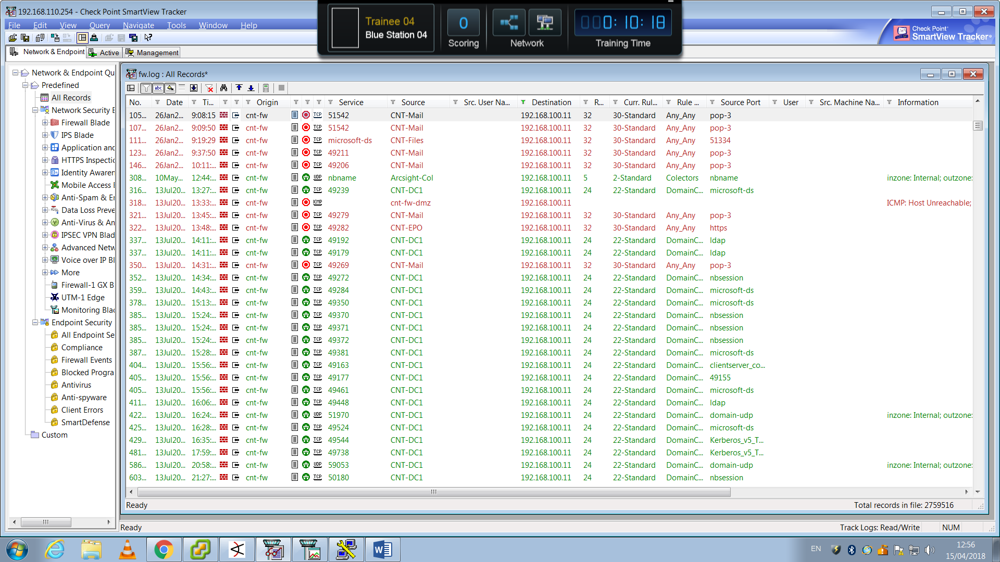 192.168.110.254 - Check Point SmartView Tracker
File Edit View Query Navigate Tools Window Help
Trainee 04
Blue Station 04
0
Scoring
Network
0:10:18
Training Time
Check Point
SmartView Tracker
Network & Endpoint Active Management
Network & Endpoint Qu
Predefined
All Records
Network Security E
Firewall Blade
IPS Blade
Application and
HTTPS Inspectic
Identity Awaren
Mobile Access
Anti-Spam & Er
Data Loss Preve
Anti-Virus & An
IPSEC VPN Blad
Advanced Netw
Voice over IP Bl
More
Firewall-1 GX B
UTM-1 Edge
Monitoring Blac
Endpoint Security
All Endpoint Se
Compliance
Firewall Events
Blocked Progra
Antivirus
Anti-spyware
Client Errors
SmartDefense
Custom
fw.log : All Records*
No. Date Ti... Origin Service Source Src. User Na... Destination R... Curr. Rul... Rule ... Source Port User Src. Machine Na... Information
105... 26Jan2... 9:08:15 cnt-fw TCP 51542 CNT-Mail 192.168.100.11 32 30-Standard Any_Any pop-3
107... 26Jan2... 9:09:50 cnt-fw TCP 51542 CNT-Mail 192.168.100.11 32 30-Standard Any_Any pop-3
111... 26Jan2... 9:19:29 cnt-fw TCP microsoft-ds CNT-Files 192.168.100.11 32 30-Standard Any_Any 51334
123... 26Jan2... 9:37:50 cnt-fw TCP 49211 CNT-Mail 192.168.100.11 32 30-Standard Any_Any pop-3
146... 26Jan2... 10:11:... cnt-fw TCP 49206 CNT-Mail 192.168.100.11 32 30-Standard Any_Any pop-3
308... 10May... 12:44:... cnt-fw UDP nbname Arcsight-Col 192.168.100.11 5 2-Standard Colectors nbname inzone: Internal; outzone:
316... 13Jul20... 13:27:... cnt-fw TCP 49239 CNT-DC1 192.168.100.11 24 22-Standard DomainC... microsoft-ds
318... 13Jul20... 13:33:... cnt-fw ICMP cnt-fw-dmz 192.168.100.11 ICMP: Host Unreachable;
321... 13Jul20... 13:45:... cnt-fw TCP 49279 CNT-Mail 192.168.100.11 32 30-Standard Any_Any pop-3
322... 13Jul20... 13:48:... cnt-fw TCP 49282 CNT-EPO 192.168.100.11 32 30-Standard Any_Any https
337... 13Jul20... 14:11:... cnt-fw TCP 49192 CNT-DC1 192.168.100.11 24 22-Standard DomainC... ldap
337... 13Jul20... 14:11:... cnt-fw TCP 49179 CNT-DC1 192.168.100.11 24 22-Standard DomainC... ldap
350... 13Jul20... 14:31:... cnt-fw TCP 49269 CNT-Mail 192.168.100.11 32 30-Standard Any_Any pop-3
352... 13Jul20... 14:34:... cnt-fw TCP 49272 CNT-DC1 192.168.100.11 24 22-Standard DomainC... nbsession
359... 13Jul20... 14:43:... cnt-fw TCP 49284 CNT-DC1 192.168.100.11 24 22-Standard DomainC... microsoft-ds
378... 13Jul20... 15:13:... cnt-fw TCP 49350 CNT-DC1 192.168.100.11 24 22-Standard DomainC... microsoft-ds
385... 13Jul20... 15:24:... cnt-fw TCP 49370 CNT-DC1 192.168.100.11 24 22-Standard DomainC... nbsession
385... 13Jul20... 15:24:... cnt-fw TCP 49371 CNT-DC1 192.168.100.11 24 22-Standard DomainC... nbsession
385... 13Jul20... 15:24:... cnt-fw TCP 49372 CNT-DC1 192.168.100.11 24 22-Standard DomainC... nbsession
387... 13Jul20... 15:28:... cnt-fw TCP 49381 CNT-DC1 192.168.100.11 24 22-Standard DomainC... microsoft-ds
404... 13Jul20... 15:56:... cnt-fw TCP 49163 CNT-DC1 192.168.100.11 24 22-Standard DomainC... clientserver_co...
405... 13Jul20... 15:56:... cnt-fw TCP 49177 CNT-DC1 192.168.100.11 24 22-Standard DomainC... 49155
405... 13Jul20... 15:56:... cnt-fw TCP 49461 CNT-DC1 192.168.100.11 24 22-Standard DomainC... microsoft-ds
411... 13Jul20... 16:06:... cnt-fw TCP 49448 CNT-DC1 192.168.100.11 24 22-Standard DomainC... ldap
422... 13Jul20... 16:24:... cnt-fw UDP 51970 CNT-DC1 192.168.100.11 24 22-Standard DomainC... domain-udp inzone: Internal; outzone:
425... 13Jul20... 16:28:... cnt-fw TCP 49524 CNT-DC1 192.168.100.11 24 22-Standard DomainC... microsoft-ds
429... 13Jul20... 16:35:... cnt-fw TCP 49544 CNT-DC1 192.168.100.11 24 22-Standard DomainC... Kerberos_v5_T...
481... 13Jul20... 17:59:... cnt-fw TCP 49738 CNT-DC1 192.168.100.11 24 22-Standard DomainC... Kerberos_v5_T...
586... 13Jul20... 20:58:... cnt-fw UDP 59053 CNT-DC1 192.168.100.11 24 22-Standard DomainC... domain-udp inzone: Internal; outzone:
603... 13Jul20... 21:27:... cnt-fw TCP 50180 CNT-DC1 192.168.100.11 24 22-Standard DomainC... nbsession
Ready Total records in file: 2759516
Ready Track Logs: Read/Write NUM
EN
12:56
15/04/2018